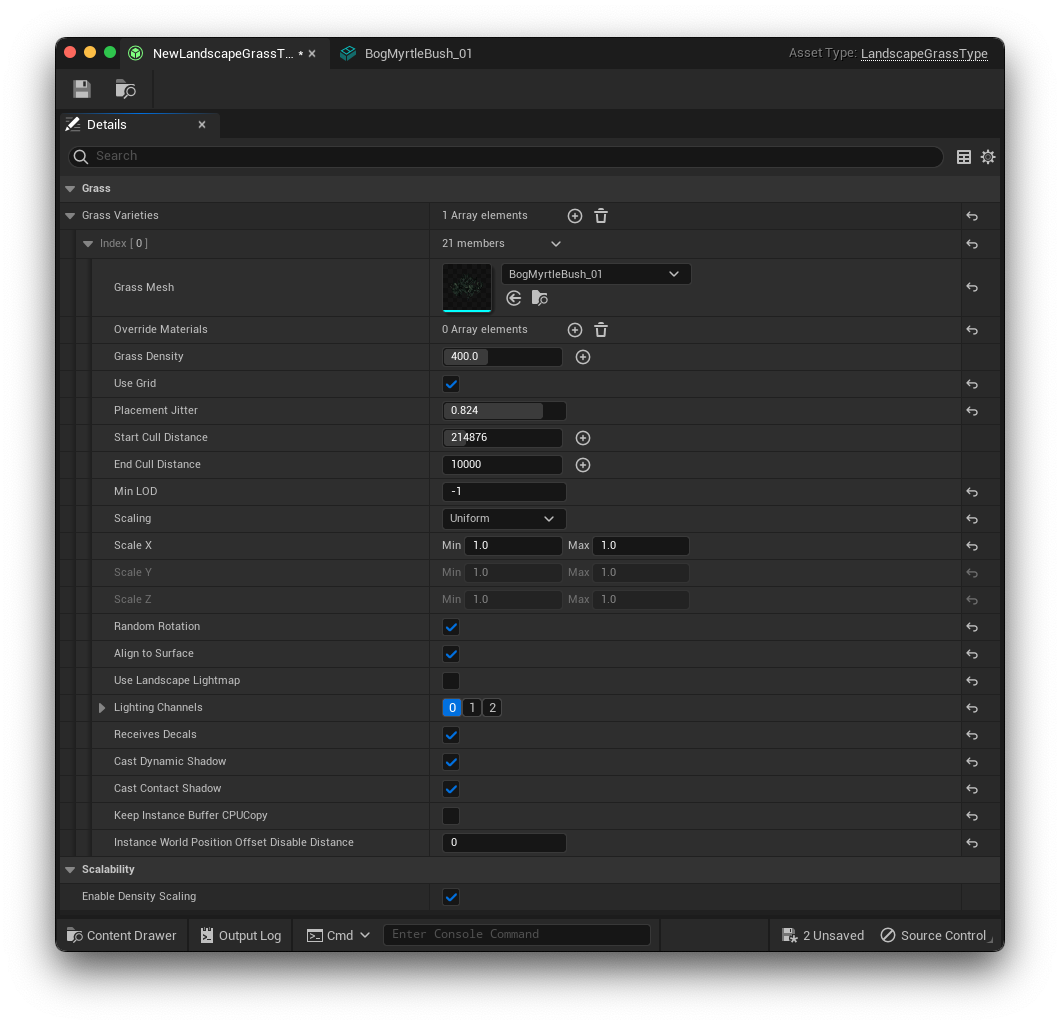 NewLandscapeGrassT... * × BogMyrtleBush_01 Asset Type: LandscapeGrassType
Details ×
Search
Grass
Grass Varieties 1 Array elements
Index [ 0 ] 21 members
Grass Mesh BogMyrtleBush_01
Override Materials 0 Array elements
Grass Density 400.0
Use Grid
Placement Jitter 0.824
Start Cull Distance 214876
End Cull Distance 10000
Min LOD -1
Scaling Uniform
Scale X Min 1.0 Max 1.0
Scale Y Min 1.0 Max 1.0
Scale Z Min 1.0 Max 1.0
Random Rotation
Align to Surface
Use Landscape Lightmap
Lighting Channels 0 1 2
Receives Decals
Cast Dynamic Shadow
Cast Contact Shadow
Keep Instance Buffer CPUCopy
Instance World Position Offset Disable Distance 0
Scalability
Enable Density Scaling
Content Drawer Output Log Cmd Enter Console Command 2 Unsaved Source Control